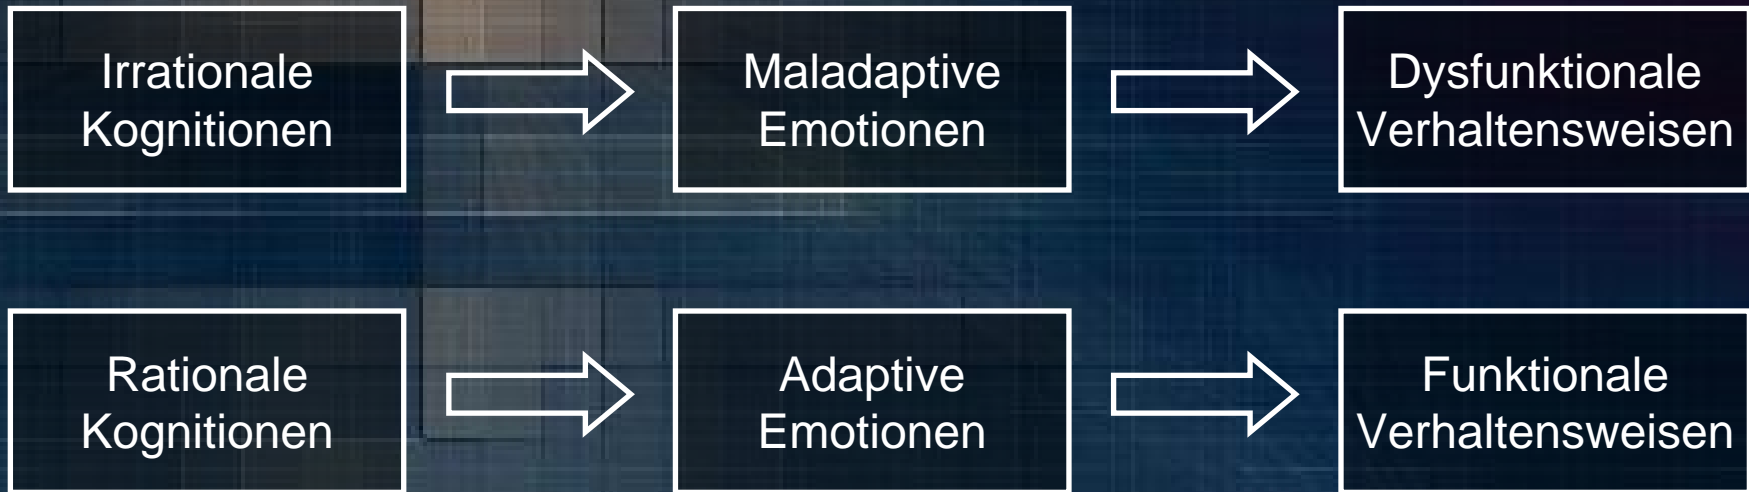 Irrationale
Kognitionen
Maladaptive
Emotionen
Dysfunktionale
Verhaltensweisen
Rationale
Kognitionen
Adaptive
Emotionen
Funktionale
Verhaltensweisen